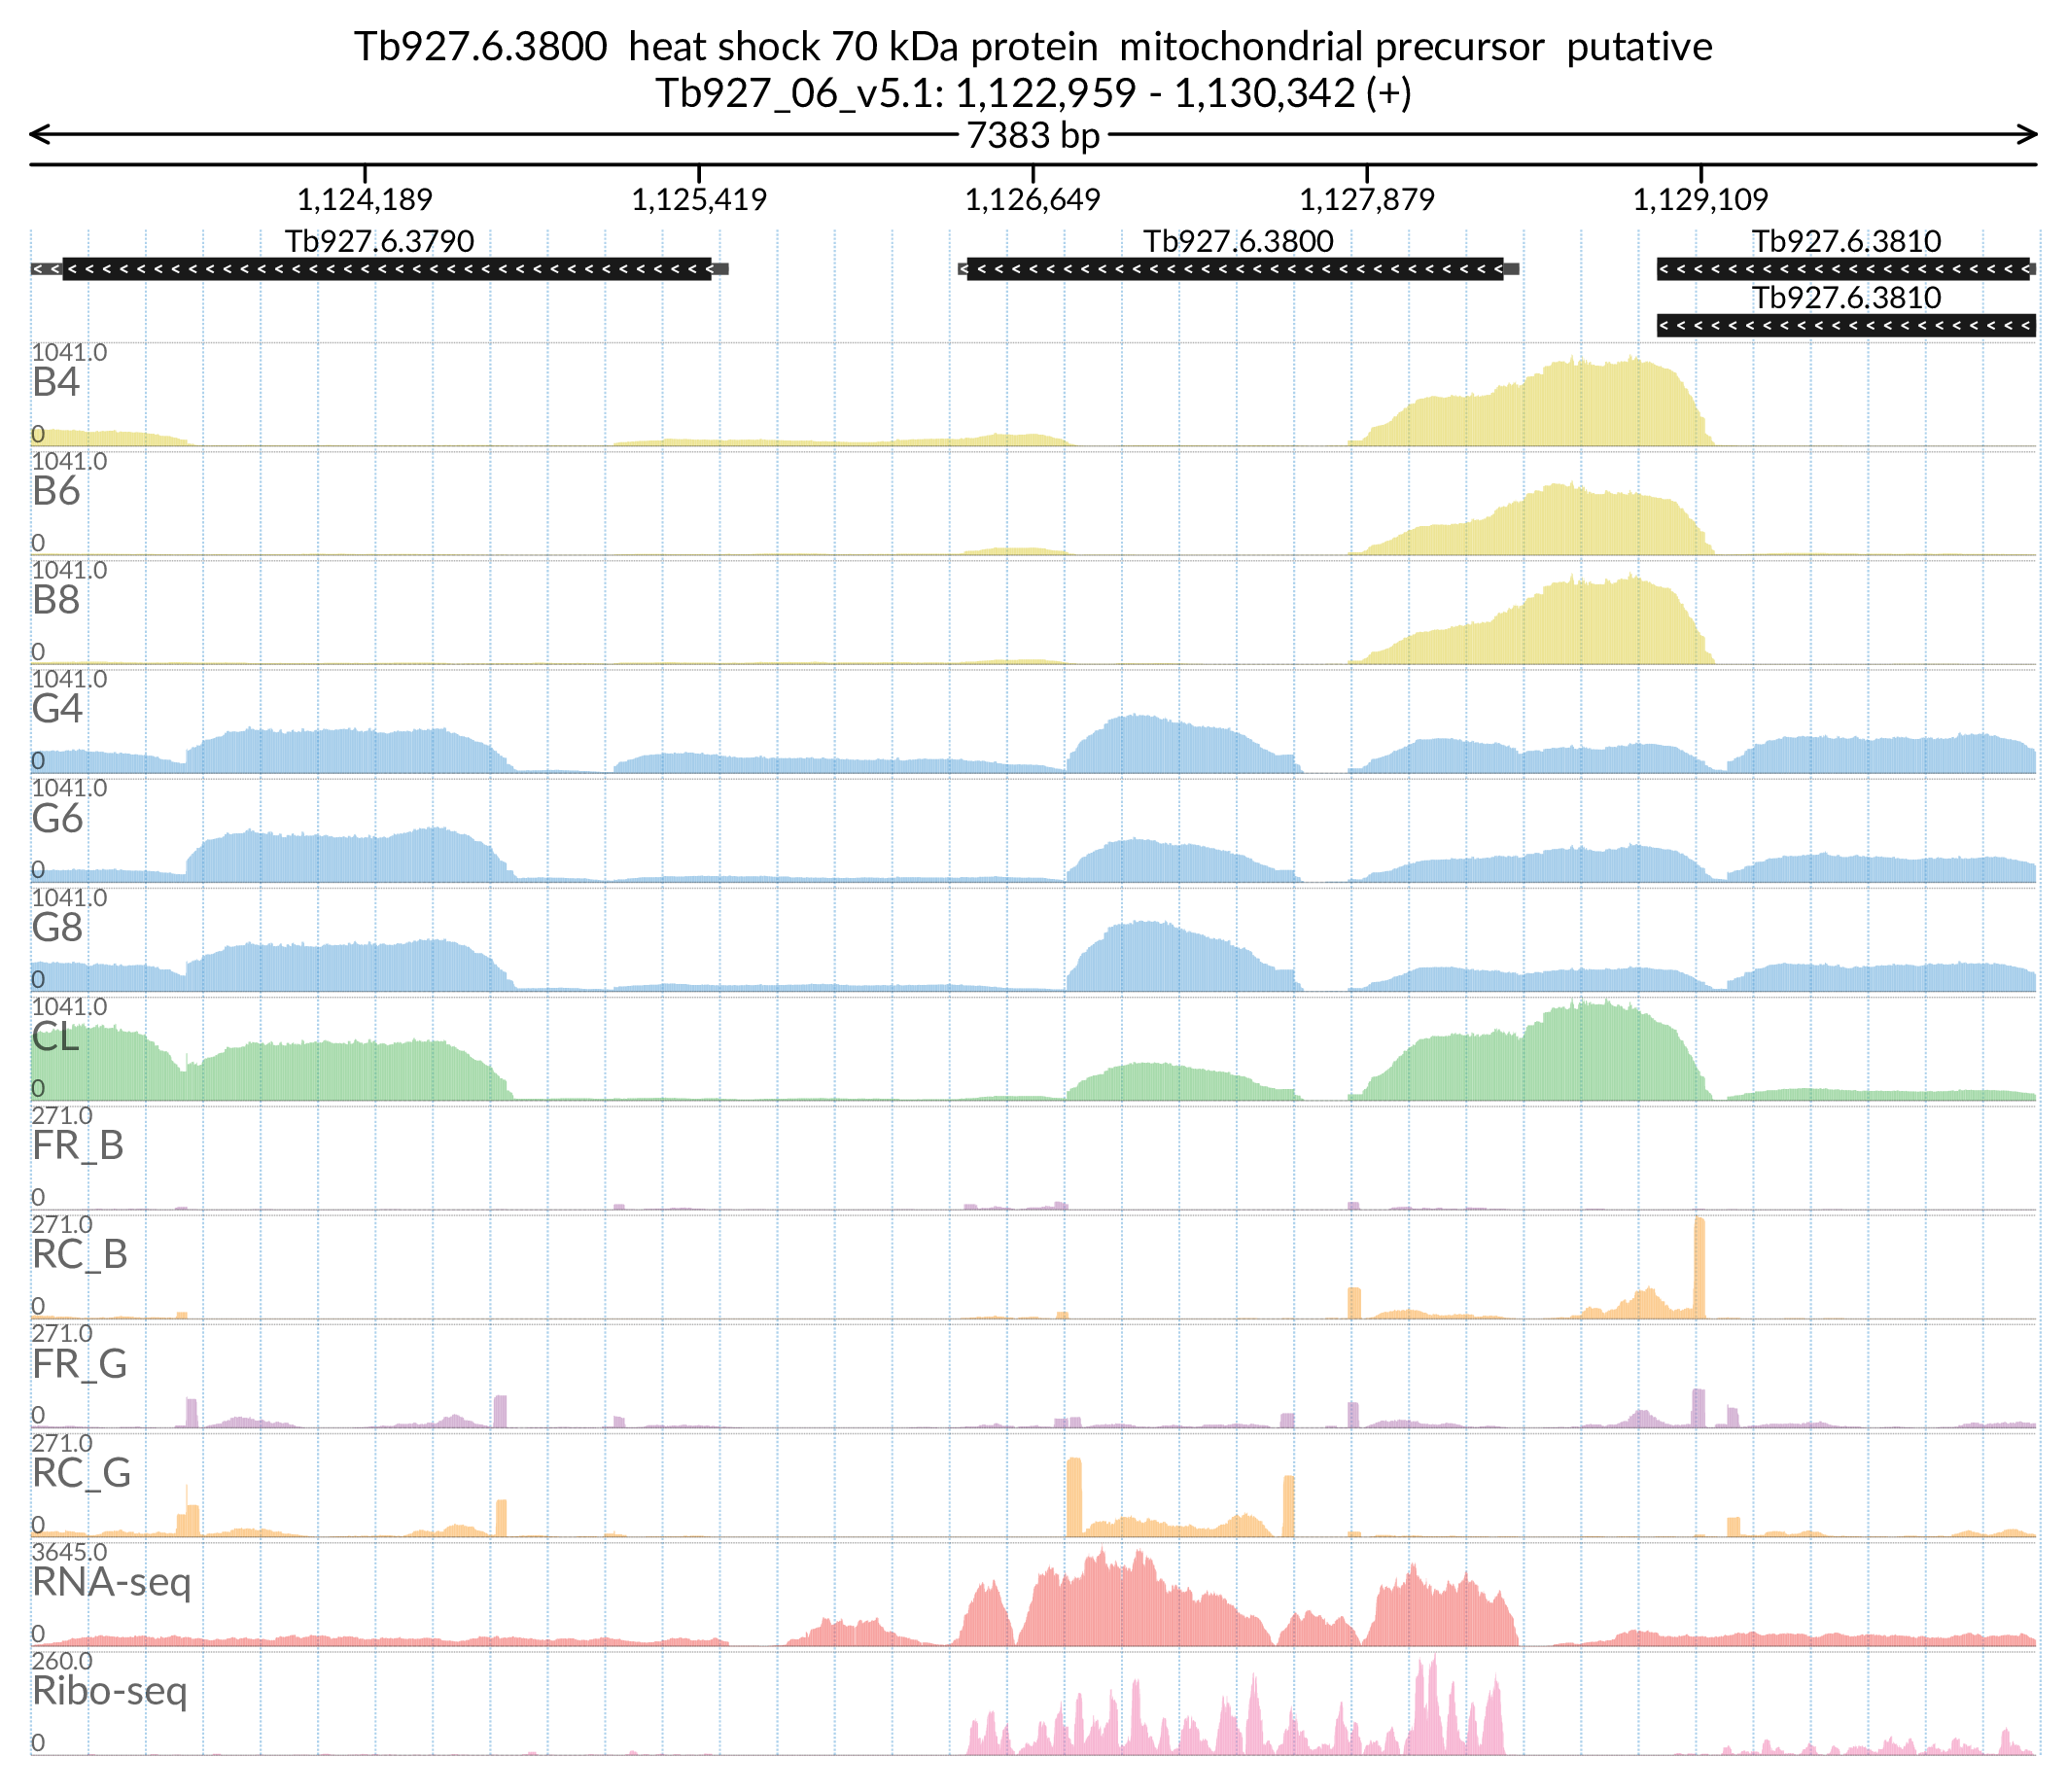 Tb927.6.3800 heat shock 70 kDa protein mitochondrial precursor putative
Tb927_06_v5.1: 1,122,959 - 1,130,342 (+)
7383 bp
1,124,189 1,125,419 1,126,649 1,127,879 1,129,109
Tb927.6.3790 Tb927.6.3800 Tb927.6.3810
Tb927.6.3810
1041.0
B4
0
1041.0
B6
0
1041.0
B8
0
1041.0
G4
0
1041.0
G6
0
1041.0
G8
0
1041.0
CL
0
271.0
FR_B
0
271.0
RC_B
0
271.0
FR_G
0
271.0
RC_G
0
3645.0
RNA-seq
0
260.0
Ribo-seq
0